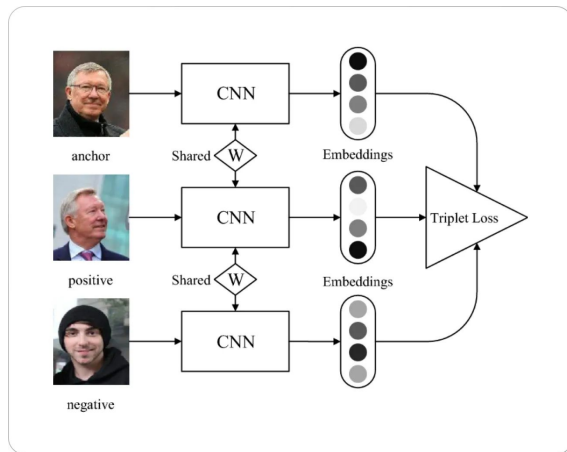 CNN
anchor
Shared
W
Embeddings
CNN
Triplet Loss
positive
Shared
W
Embeddings
CNN
negative